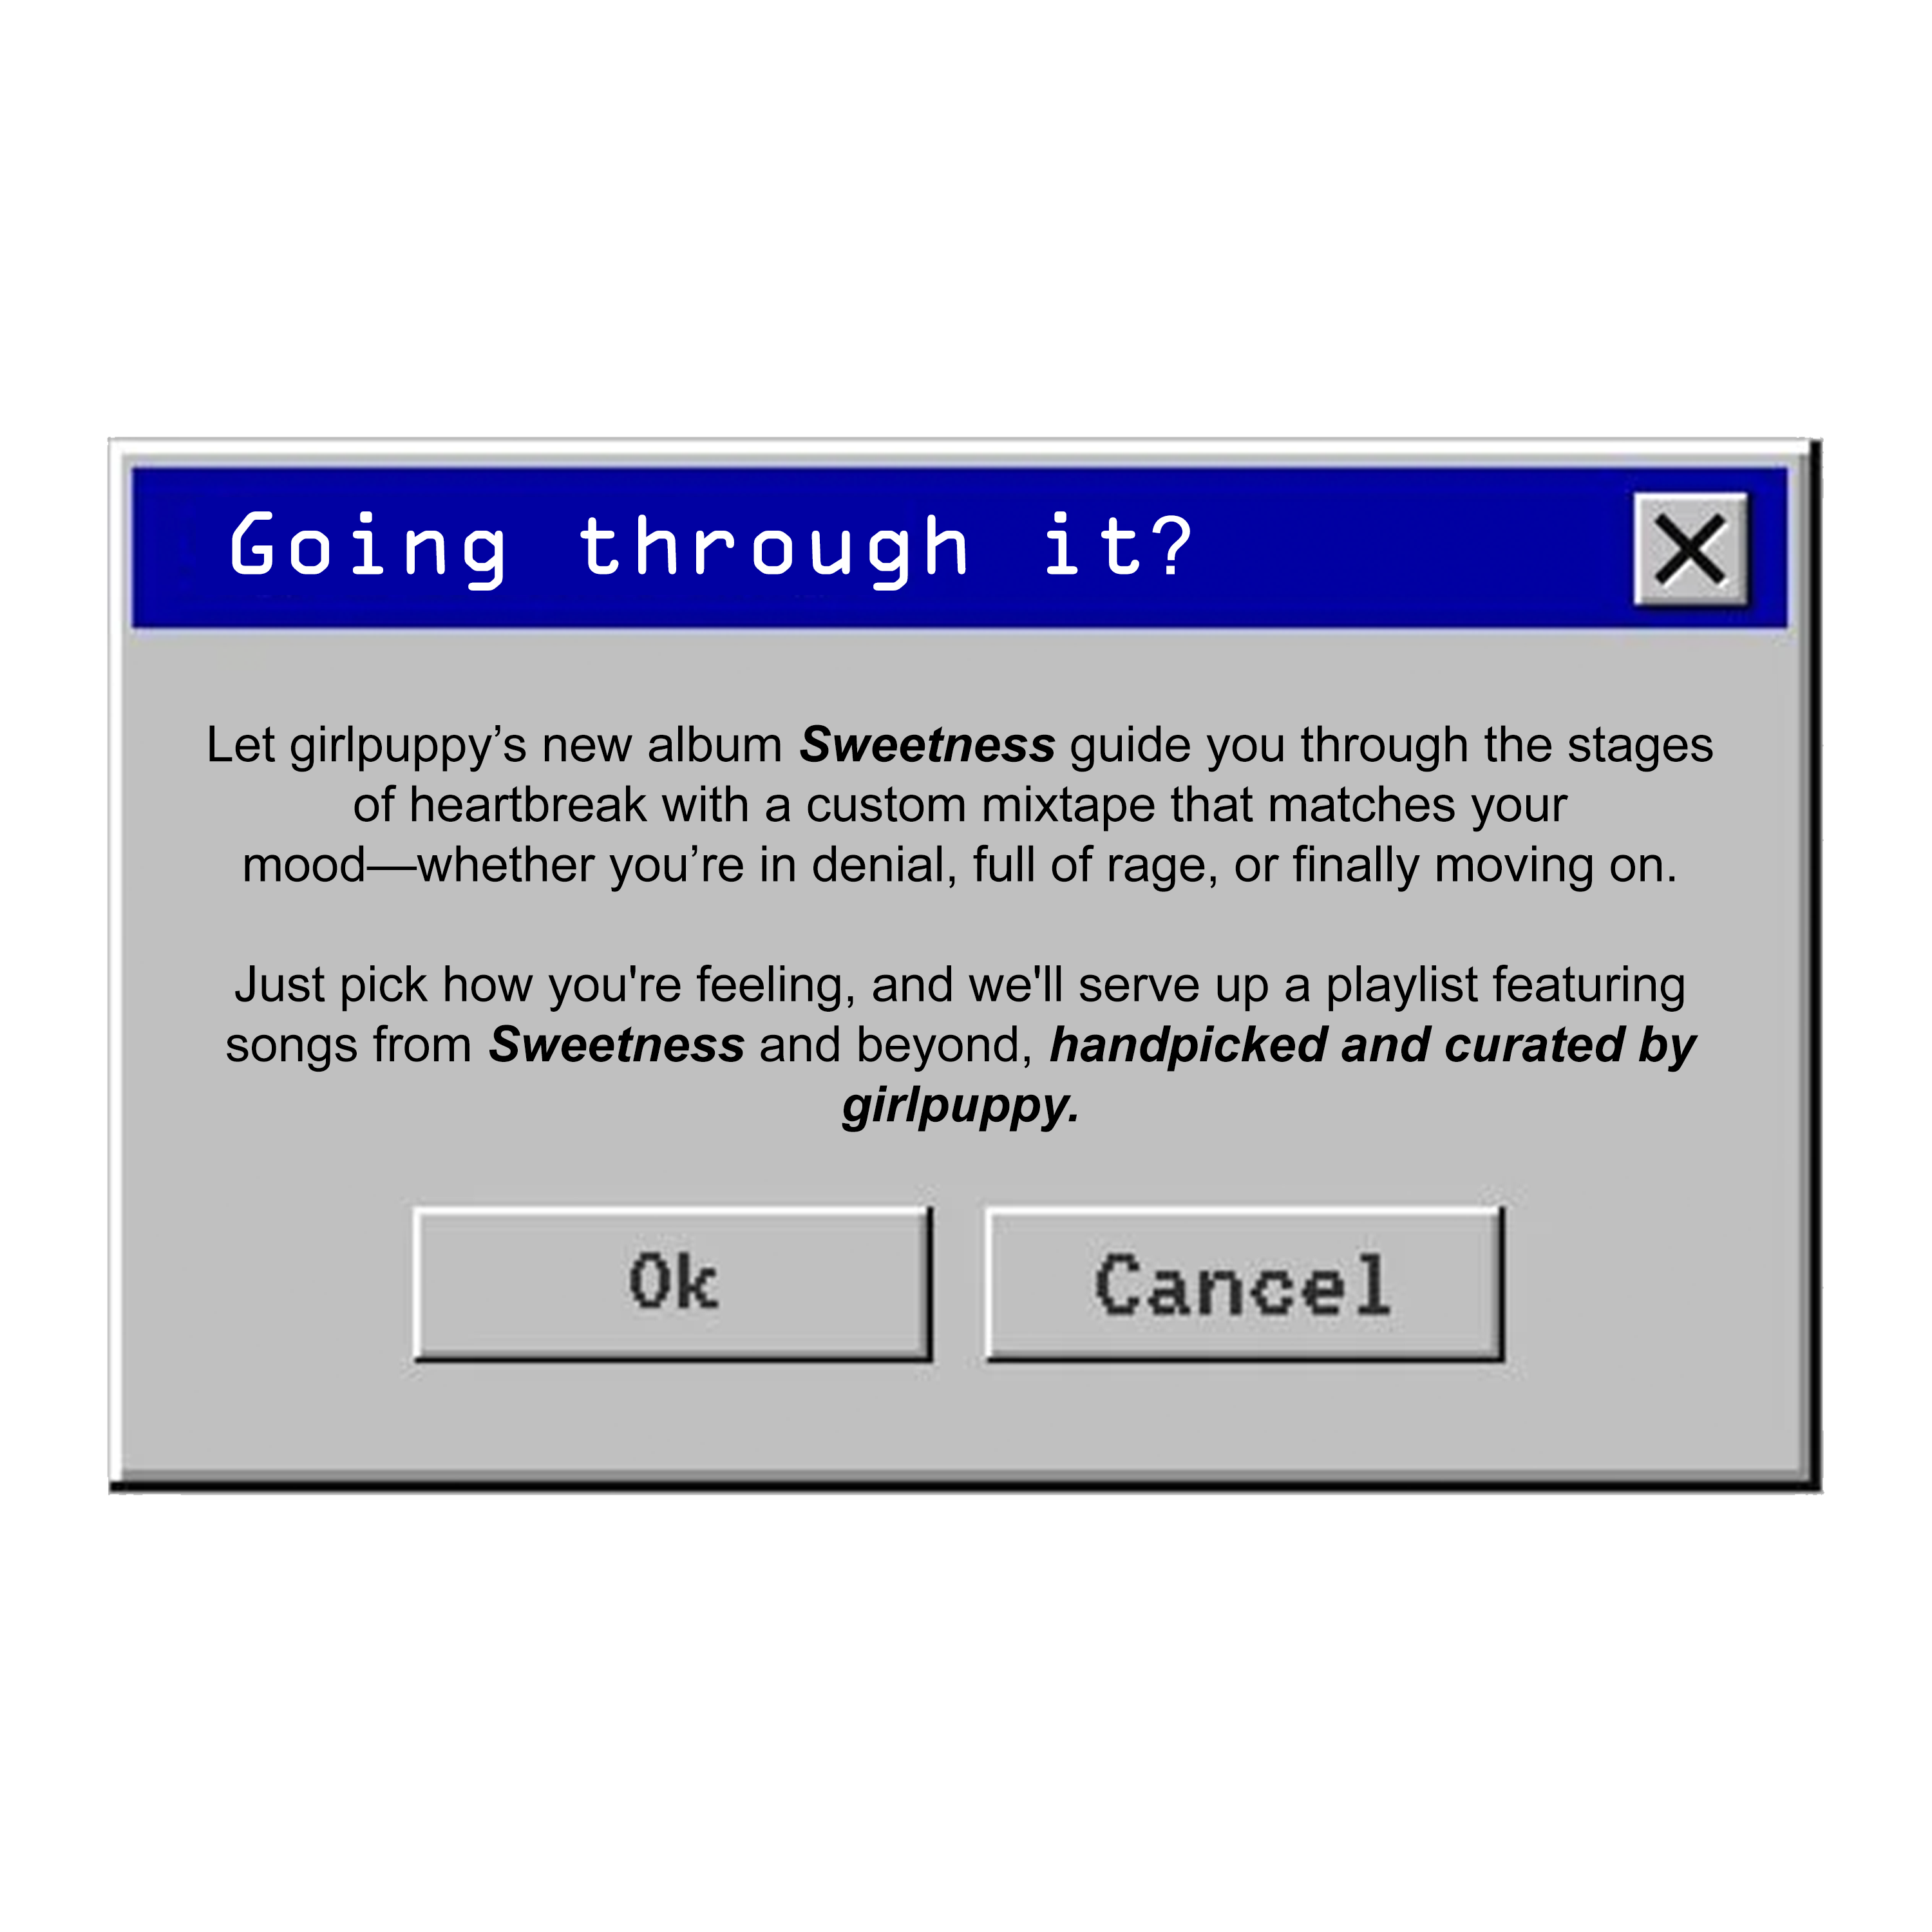 Going through it?
Let girlpuppy’s new album Sweetness guide you through the stages
of heartbreak with a custom mixtape that matches your
mood—whether you’re in denial, full of rage, or finally moving on.
Just pick how you're feeling, and we'll serve up a playlist featuring
songs from Sweetness and beyond, handpicked and curated by
girlpuppy.
Ok Cancel